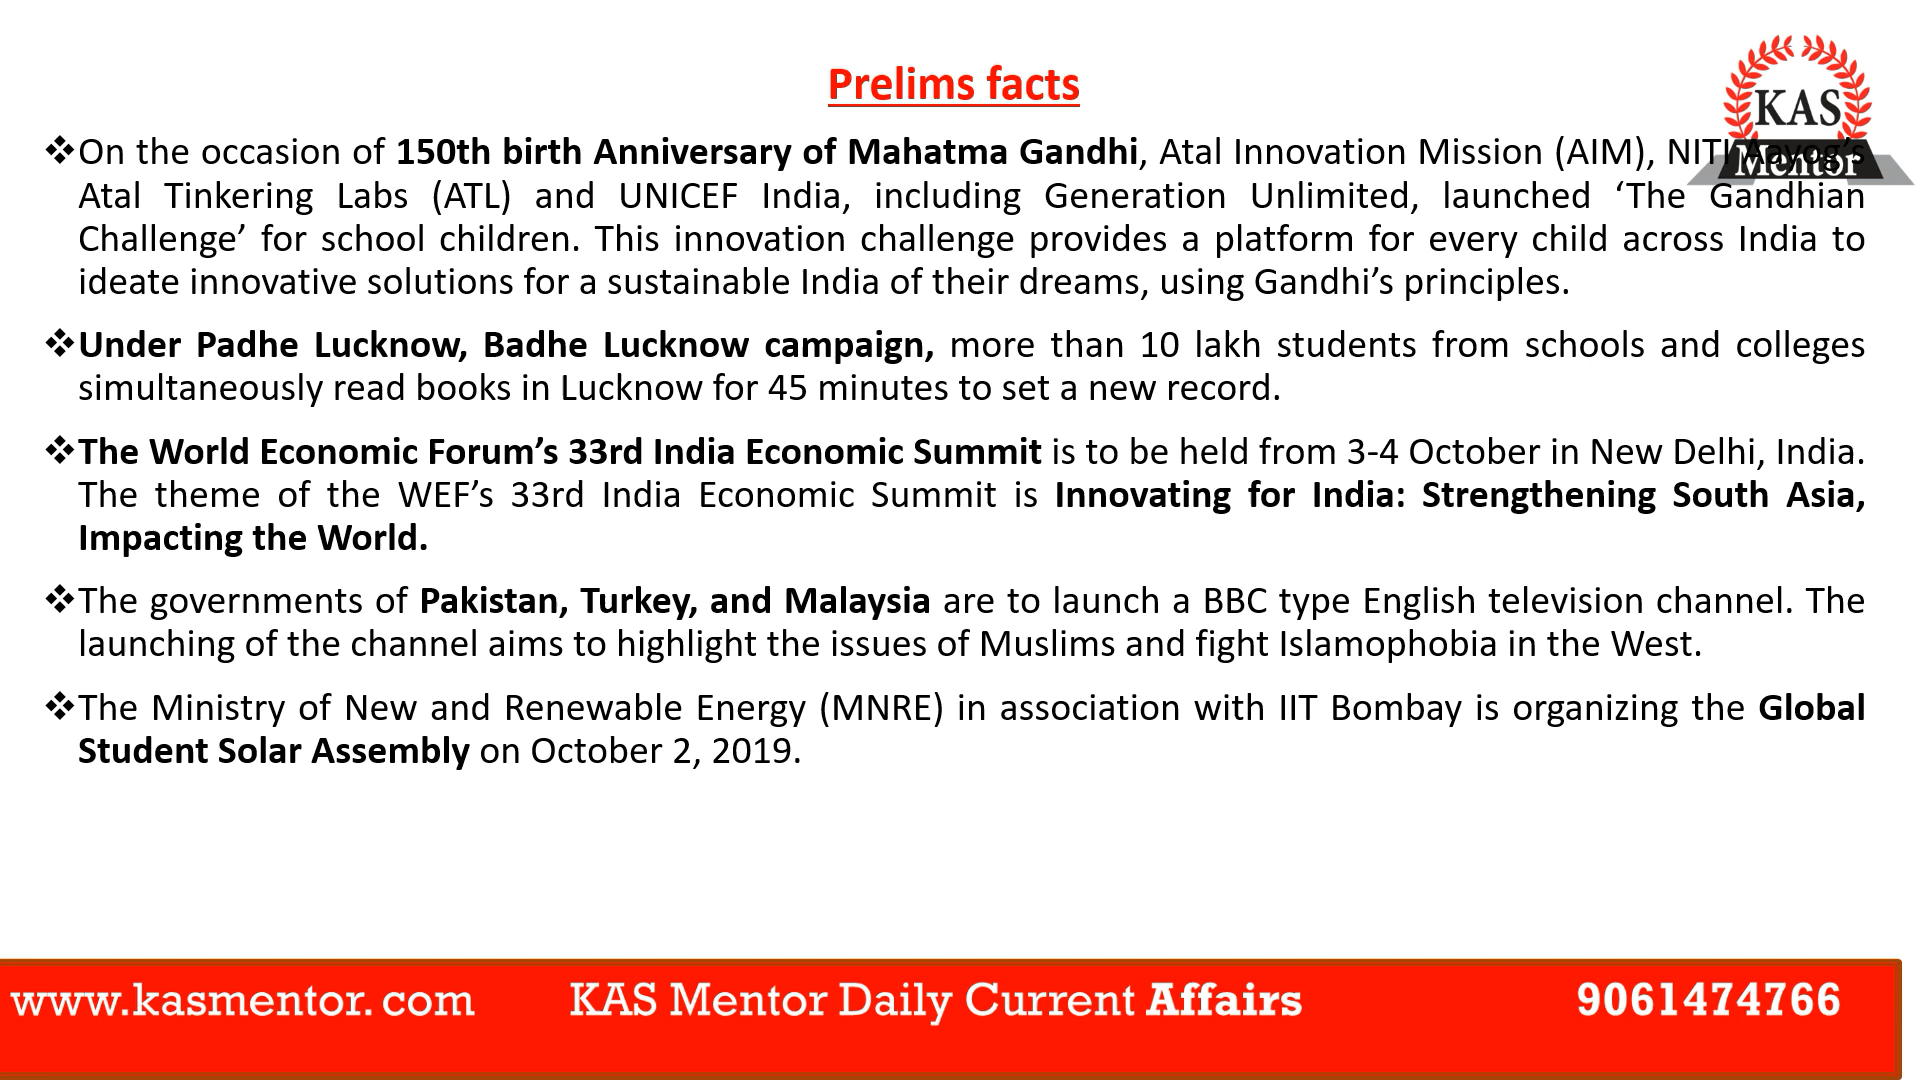 Prelims facts
KAS
Mentor
❖On the occasion of 150th birth Anniversary of Mahatma Gandhi, Atal Innovation Mission (AIM), NITI Aayog’s
Atal Tinkering Labs (ATL) and UNICEF India, including Generation Unlimited, launched ‘The Gandhian
Challenge’ for school children. This innovation challenge provides a platform for every child across India to
ideate innovative solutions for a sustainable India of their dreams, using Gandhi’s principles.
❖Under Padhe Lucknow, Badhe Lucknow campaign, more than 10 lakh students from schools and colleges
simultaneously read books in Lucknow for 45 minutes to set a new record.
❖The World Economic Forum’s 33rd India Economic Summit is to be held from 3-4 October in New Delhi, India.
The theme of the WEF’s 33rd India Economic Summit is Innovating for India: Strengthening South Asia,
Impacting the World.
❖The governments of Pakistan, Turkey, and Malaysia are to launch a BBC type English television channel. The
launching of the channel aims to highlight the issues of Muslims and fight Islamophobia in the West.
❖The Ministry of New and Renewable Energy (MNRE) in association with IIT Bombay is organizing the Global
Student Solar Assembly on October 2, 2019.
www.kasmentor. com KAS Mentor Daily Current Affairs 9061474766